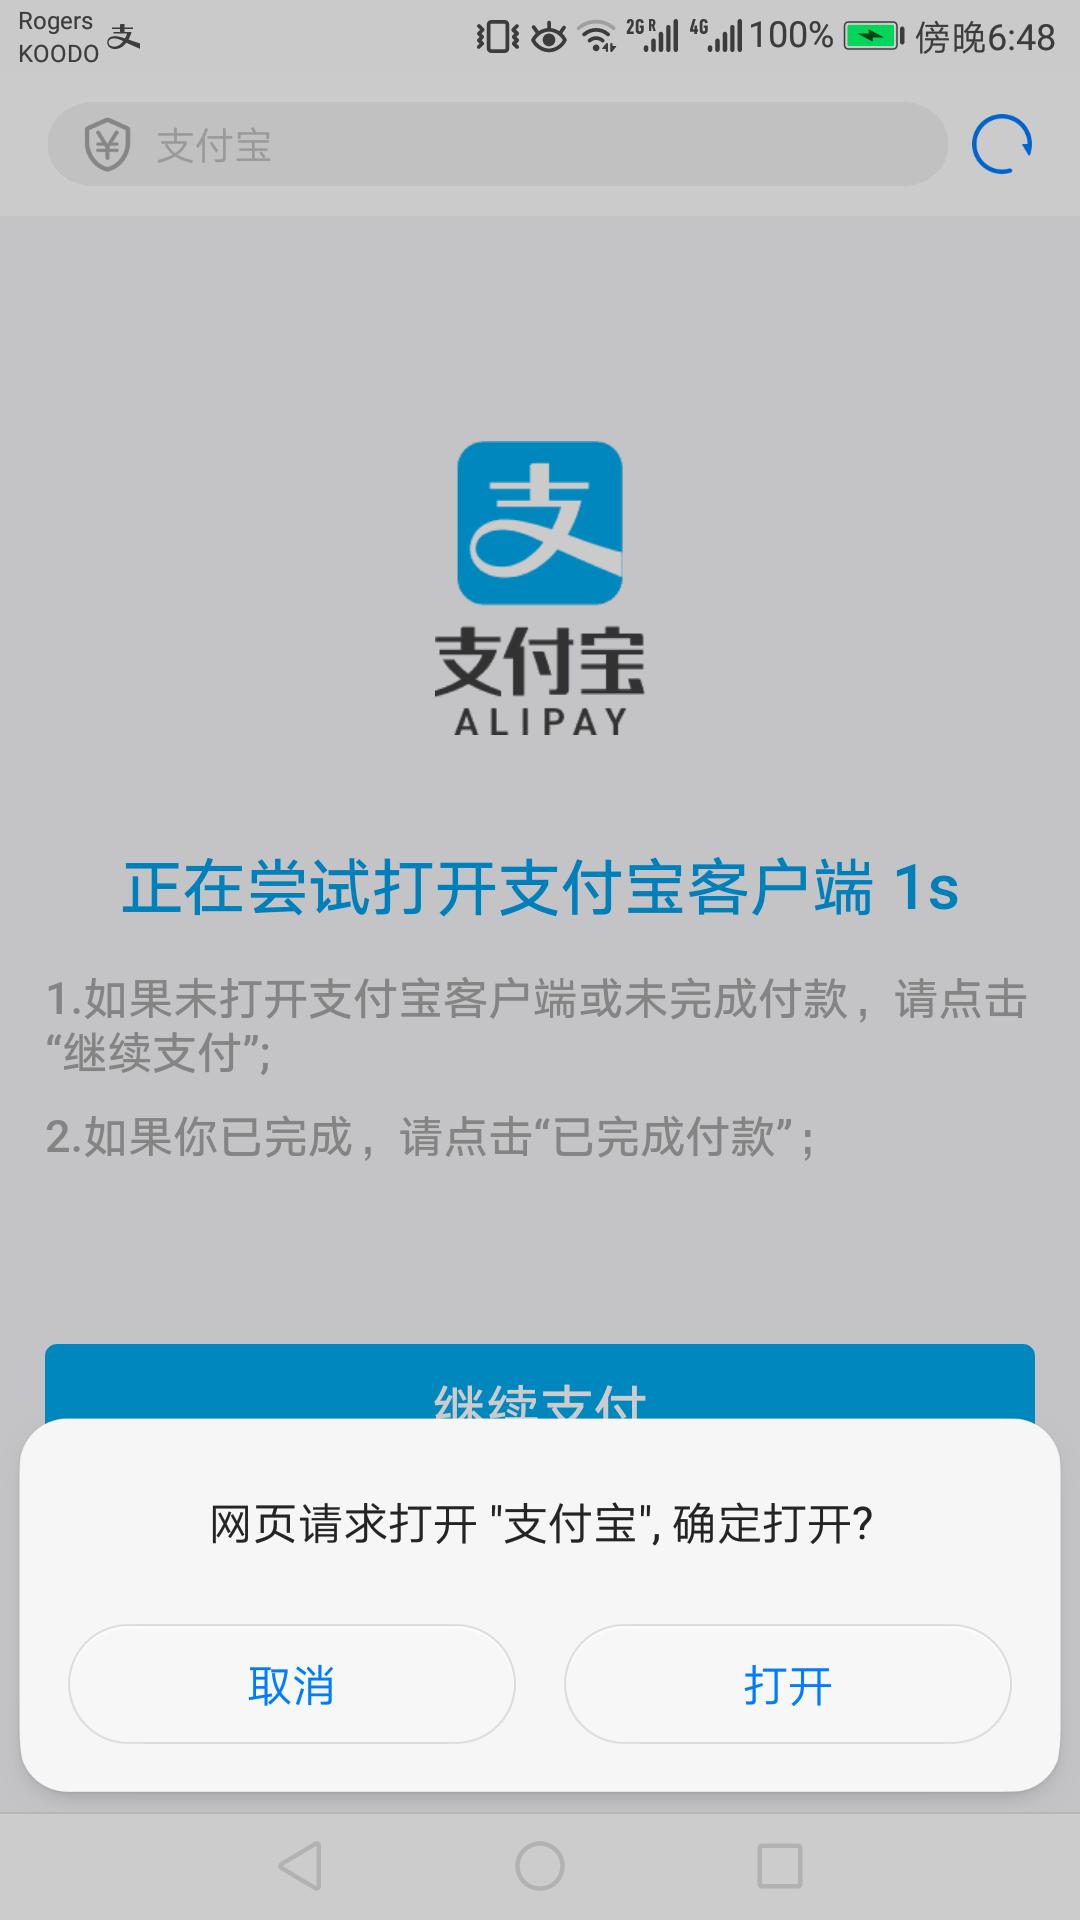 Rogers
KOODO
2G R 4G 100% 傍晚6:48
支付宝
支
支付宝
ALIPAY
正在尝试打开支付宝客户端 1s
1.如果未打开支付宝客户端或未完成付款，请点击
“继续支付”;
2.如果你已完成，请点击“已完成付款”；
继续支付
网页请求打开 "支付宝", 确定打开?
取消
打开